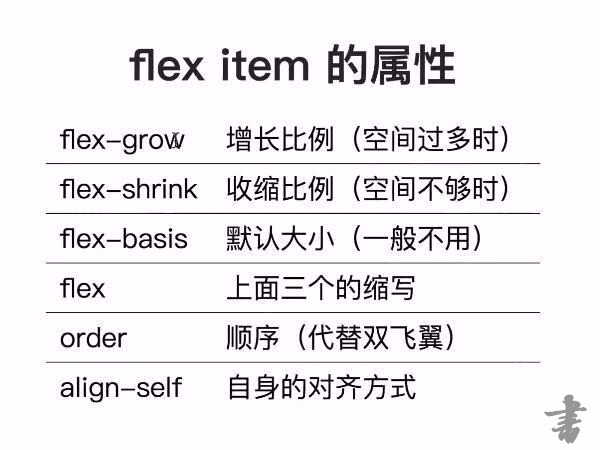 flex item 的属性
flex-grow 增长比例（空间过多时）
flex-shrink 收缩比例（空间不够时）
flex-basis 默认大小（一般不用）
flex 上面三个的缩写
order 顺序（代替双飞翼）
align-self 自身的对齐方式
書